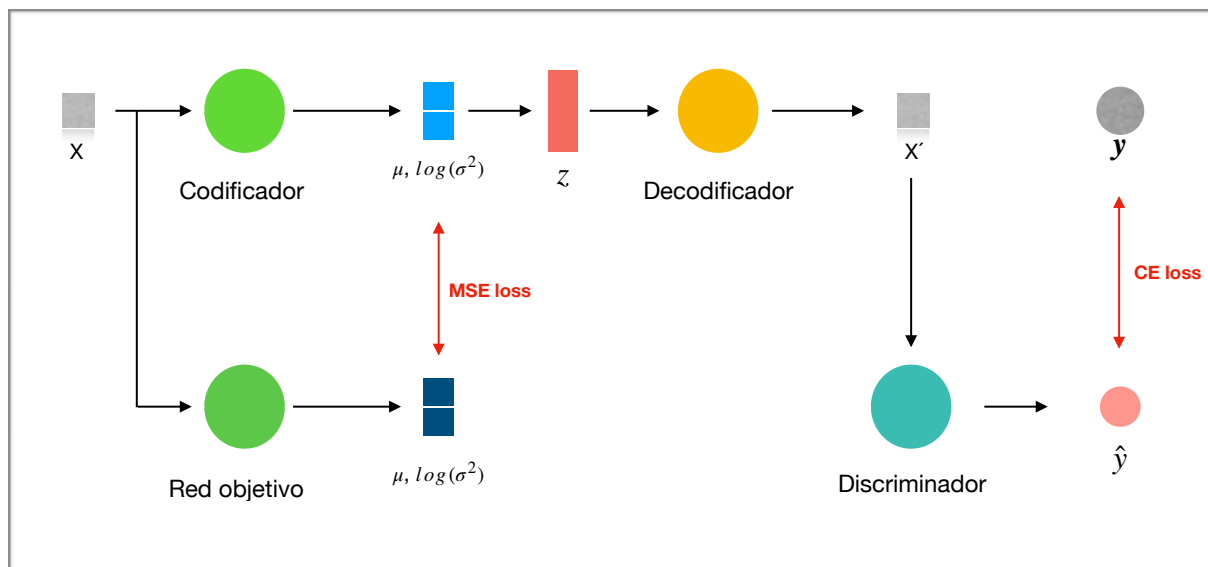 X
Codificador
μ, log(σ²)
z
Decodificador
X´
y
MSE loss
CE loss
Red objetivo
μ, log(σ²)
Discriminador
ŷ